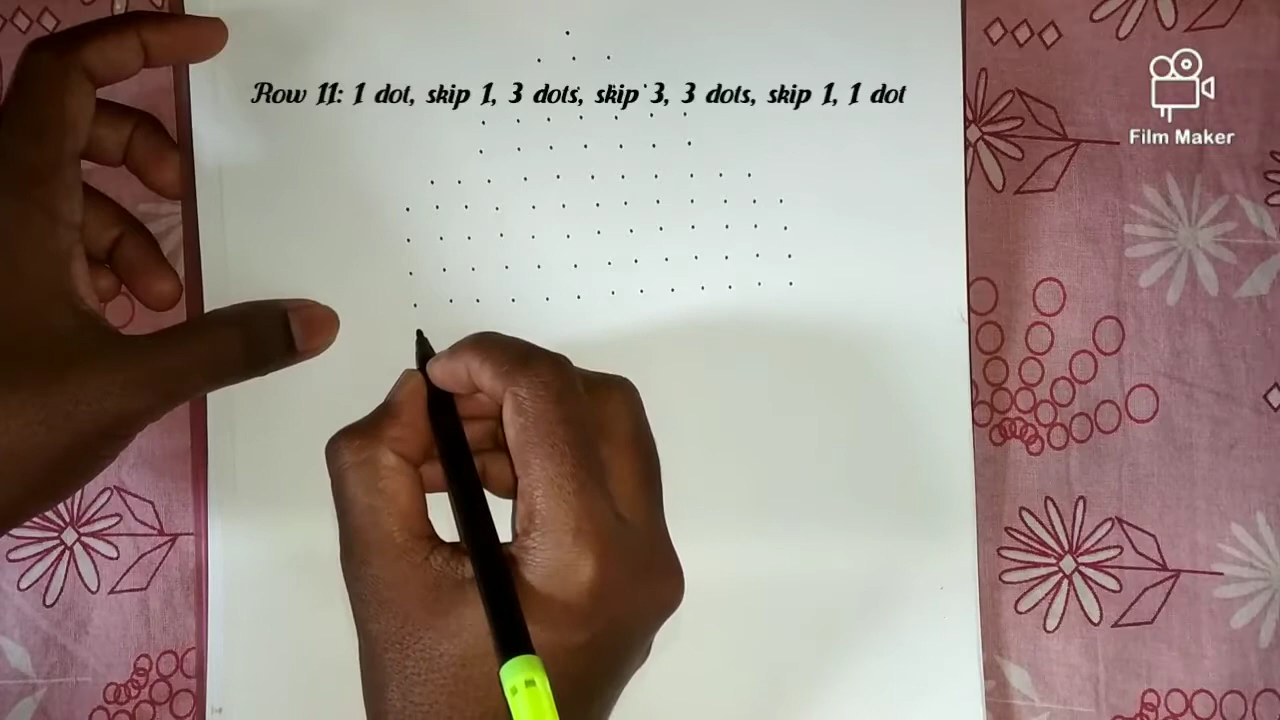 Row 11: 1 dot, skip 1, 3 dots, skip 3, 3 dots, skip 1, 1 dot
Film Maker